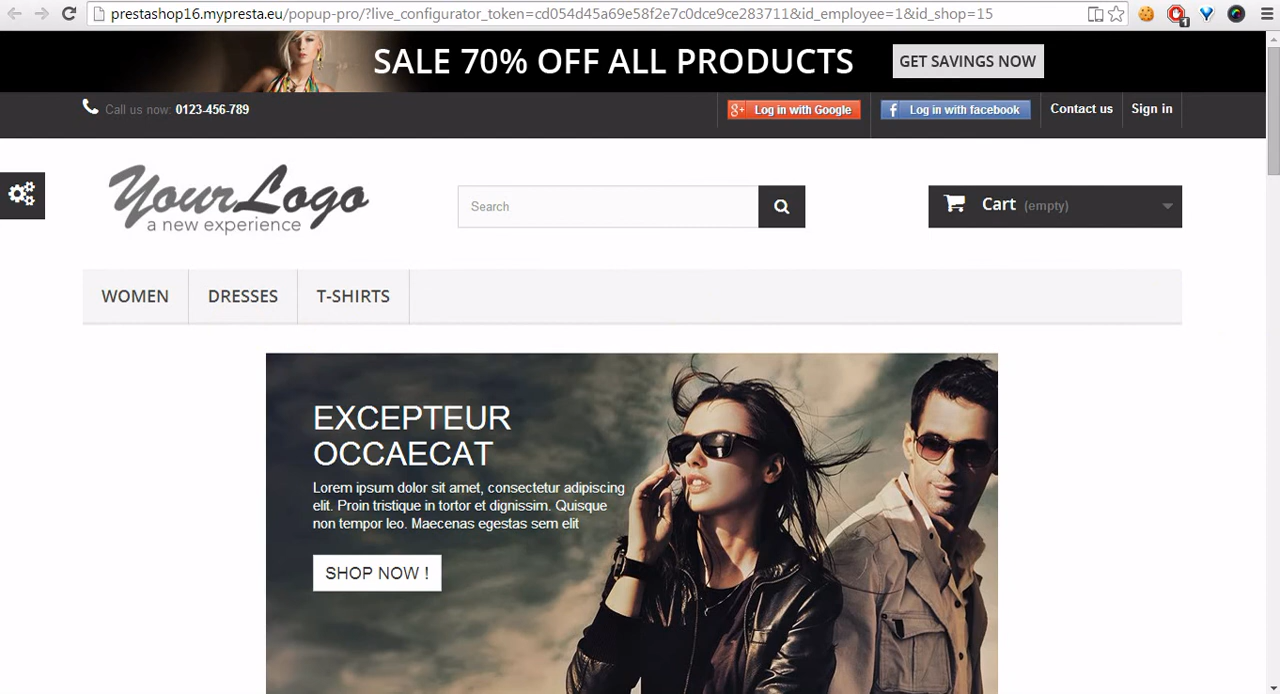 prestashop16.mypresta.eu/popup-pro/?live_configurator_token=cd054d45a69e58f2e7c0dce9ce283711&id_employee=1&id_shop=15
1
SALE 70% OFF ALL PRODUCTS
GET SAVINGS NOW
Call us now: 0123-456-789
g+ Log in with Google
f Log in with facebook
Contact us
Sign in
YourLogo
a new experience
Search
Cart (empty)
WOMEN
DRESSES
T-SHIRTS
EXCEPTEUR
OCCAECAT
Lorem ipsum dolor sit amet, consectetur adipiscing
elit. Proin tristique in tortor et dignissim. Quisque
non tempor leo. Maecenas egestas sem elit
SHOP NOW !